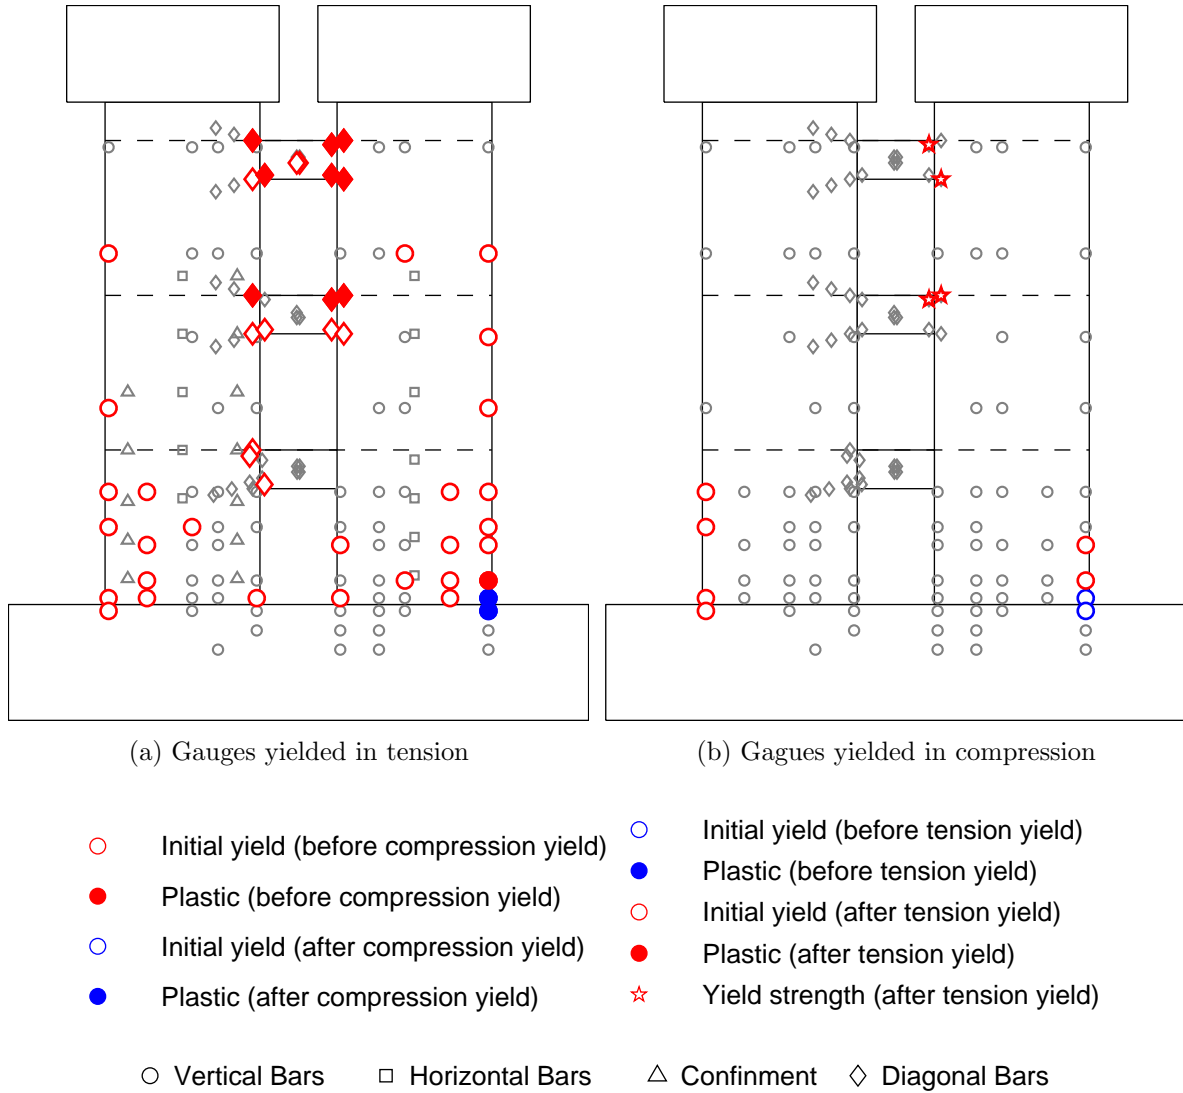 (a) Gauges yielded in tension
(b) Gagues yielded in compression
Initial yield (before compression yield)
Plastic (before compression yield)
Initial yield (after compression yield)
Plastic (after compression yield)
Initial yield (before tension yield)
Plastic (before tension yield)
Initial yield (after tension yield)
Plastic (after tension yield)
Yield strength (after tension yield)
Vertical Bars
Horizontal Bars
Confinment
Diagonal Bars